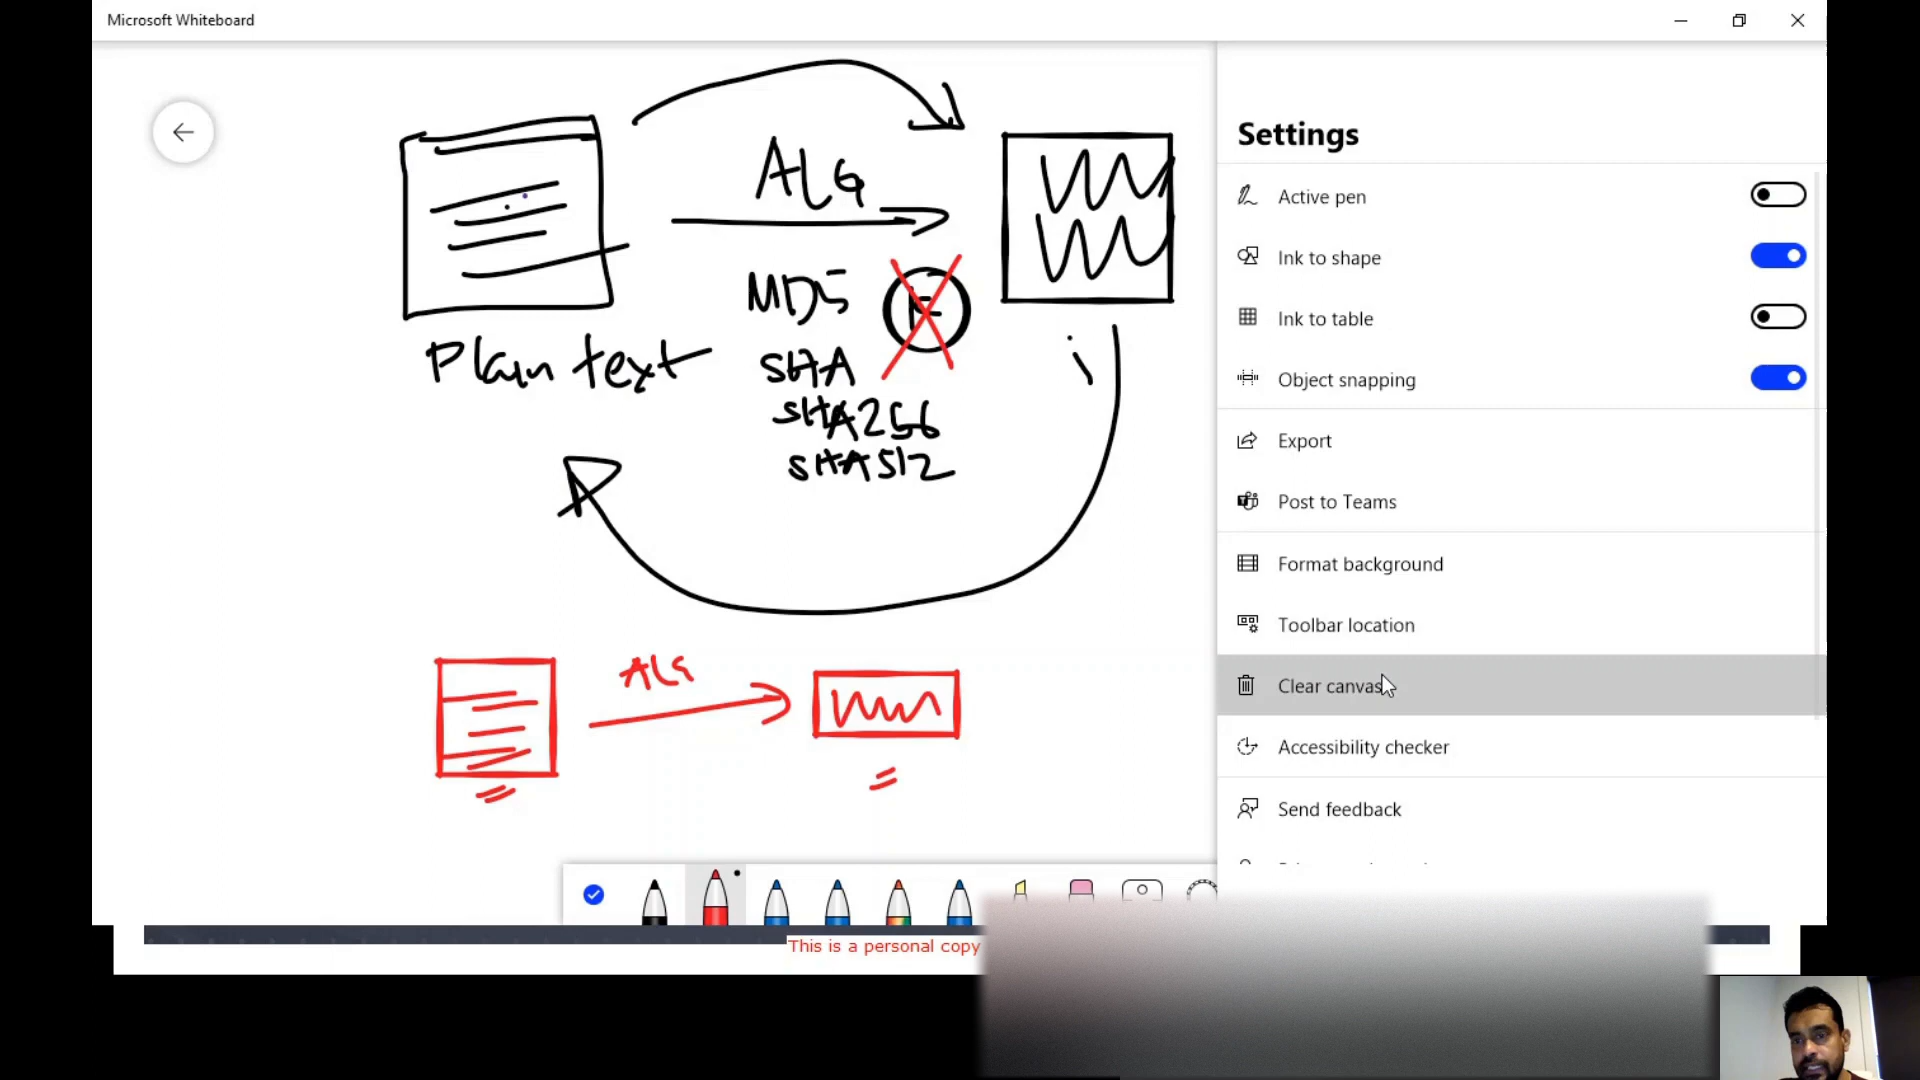 Microsoft Whiteboard
ALG
MD5
SHA
SHA256
SHA512
Plain text
ALG
Settings
Active pen
Ink to shape
Ink to table
Object snapping
Export
Post to Teams
Format background
Toolbar location
Clear canvas
Accessibility checker
Send feedback
This is a personal copy